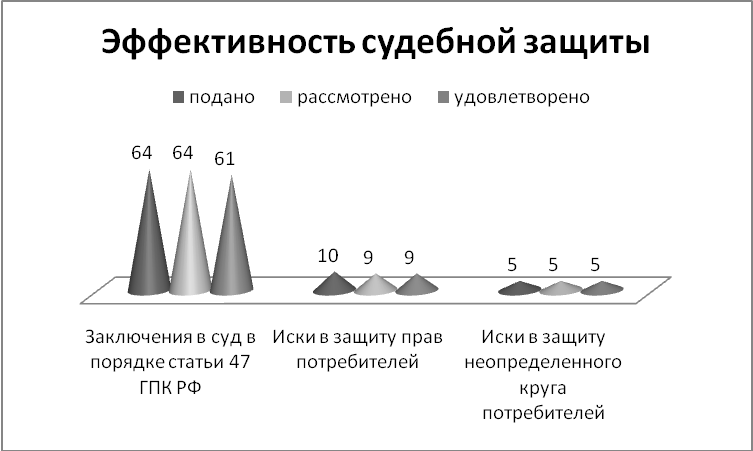 Эффективность судебной защиты
подано рассмотрено удовлетворено
64 64 61
10 9 9
5 5 5
Заключения в суд в
порядке статьи 47
ГПК РФ
Иски в защиту прав
потребителей
Иски в защиту
неопределенного
круга
потребителей